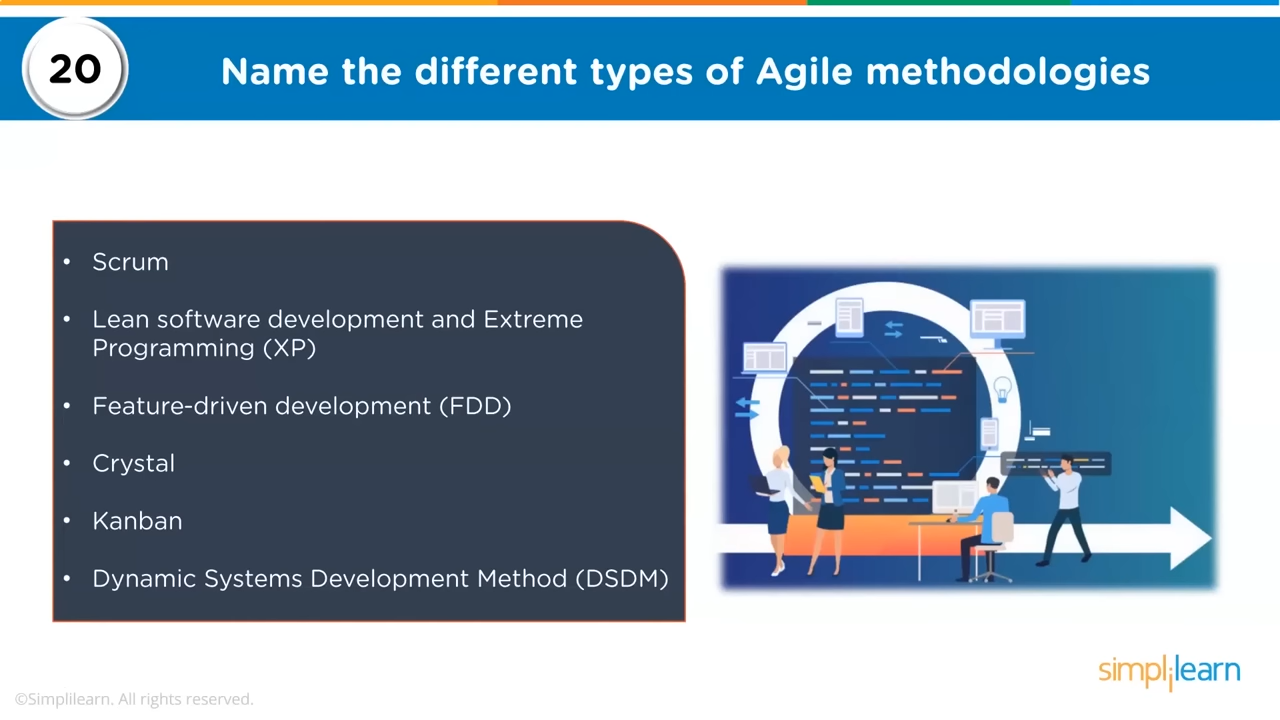 20
Name the different types of Agile methodologies
• Scrum
• Lean software development and Extreme
Programming (XP)
• Feature-driven development (FDD)
• Crystal
• Kanban
• Dynamic Systems Development Method (DSDM)
simplilearn
©Simplilearn. All rights reserved.